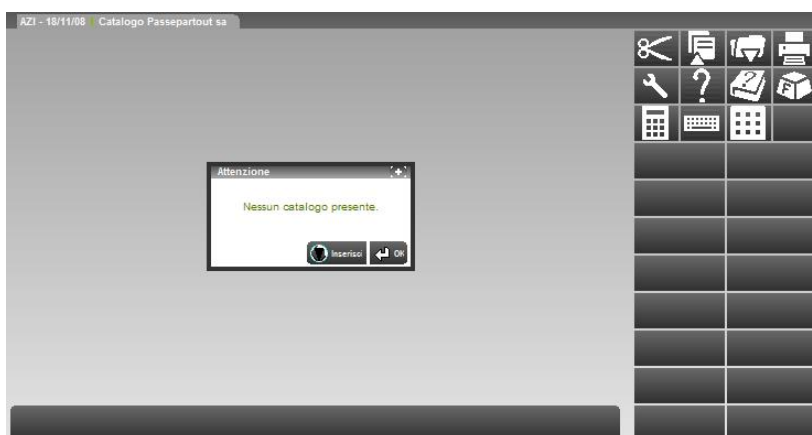 AZI - 18/11/08 Catalogo Passepartout sa
Attenzione [+]
Nessun catalogo presente.
Inserisci OK
? ?
F